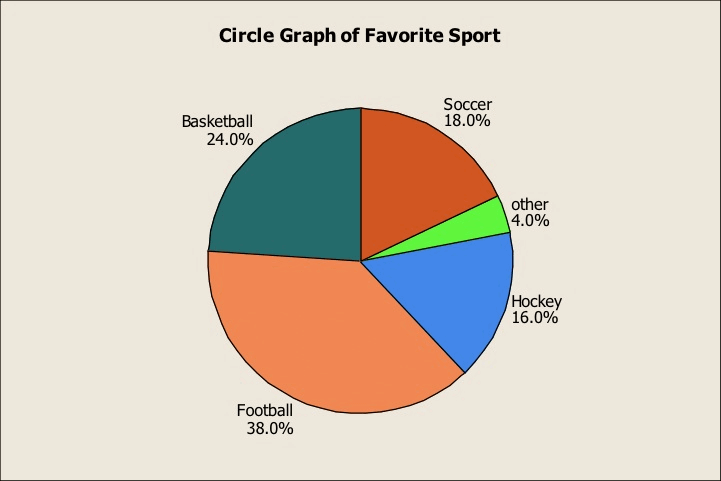 Circle Graph of Favorite Sport
Soccer
18.0%
Basketball
24.0%
other
4.0%
Hockey
16.0%
Football
38.0%